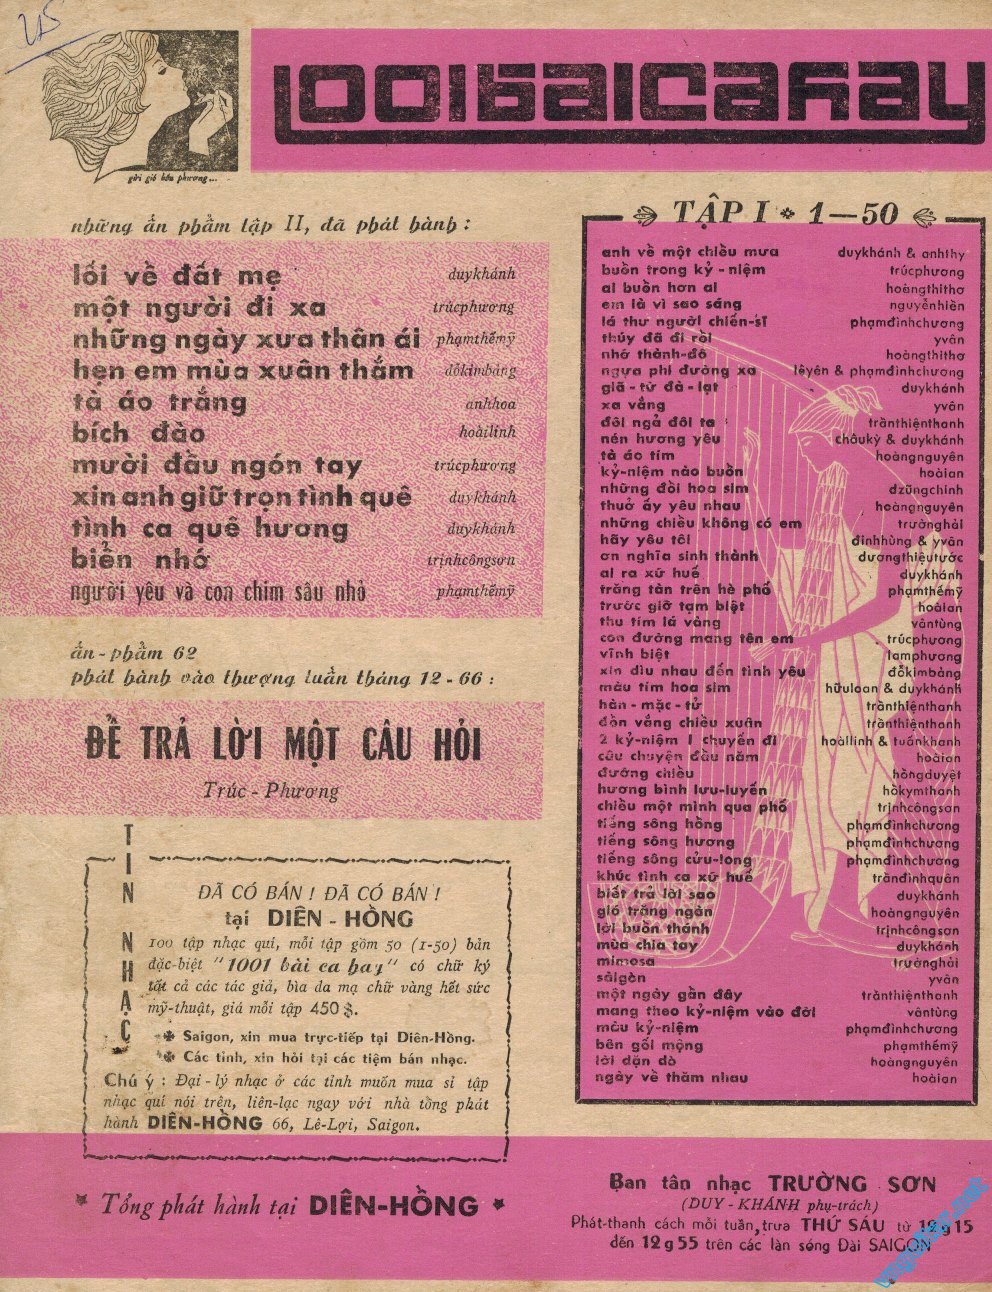 45
1001 bài ca hay
gửi gió bốn phương...
những ấn phẩm tập II, đã phát hành :
lối về đất mẹ duykhánh
một người đi xa trúcphương
những ngày xưa thân ái phạmthếmỹ
hẹn em mùa xuân thắm đỗkimbảng
tà áo trắng anhhoa
bích đào hoàilinh
mười đầu ngón tay trúcphương
xin anh giữ trọn tình quê duykhánh
tình ca quê hương duykhánh
biển nhớ trịnhcôngsơn
người yêu và con chim sâu nhỏ phạmthếmỹ
ấn-phẩm 62
phát hành vào thượng tuần tháng 12-66 :
ĐỂ TRẢ LỜI MỘT CÂU HỎI
Trúc-Phương
TIN NHẠC
ĐÃ CÓ BÁN ! ĐÃ CÓ BÁN !
tại DIÊN-HỒNG
100 tập nhạc quí, mỗi tập gồm 50 (1-50) bản
đặc-biệt "1001 bài ca hay" có chữ ký
tất cả các tác giả, bìa da mạ chữ vàng hết sức
mỹ-thuật, giá mỗi tập 450$.
Saigon, xin mua trực-tiếp tại Diên-Hồng.
Các tỉnh, xin hỏi tại các tiệm bán nhạc.
Chú ý : Đại-lý nhạc ở các tỉnh muốn mua sỉ tập
nhạc quí nói trên, liên-lạc ngay với nhà tổng phát
hành DIÊN-HỒNG 66, Lê-Lợi, Saigon.
* Tổng phát hành tại DIÊN-HỒNG *
TẬP I * 1—50
anh về một chiều mưa duykhánh & anhthy
buồn trong kỷ-niệm trúcphương
ai buồn hơn ai hoàngthithơ
em là vì sao sáng nguyễnhiền
lá thư người chiến-sĩ phạmđìnhchương
thúy đã đi rồi yvân
nhớ thành-đô hoàngthithơ
ngựa phi đường xa lêyên & phạmđìnhchương
giã-từ đà-lạt duykhánh
xa vắng yvân
đôi ngả đôi ta trầnthiệnthanh
nén hương yêu châukỳ & duykhánh
tà áo tím hoàngnguyên
kỷ-niệm nào buồn hoàian
những đồi hoa sim dzũngchinh
thuở ấy yêu nhau hoàngnguyên
những chiều không có em trườnghải
hãy yêu tôi đinhhùng & yvân
ơn nghĩa sinh thành dươngthiệutước
ai ra xứ huế duykhánh
trăng tàn trên hè phố phạmthếmỹ
trước giờ tạm biệt hoàian
thu tím lá vàng vântùng
con đường mang tên em trúcphương
vĩnh biệt lamphương
xin dìu nhau đến tình yêu đỗkimbảng
màu tím hoa sim hữuloan & duykhánh
hàn-mặc-tử trầnthiệnthanh
đồn vắng chiều xuân trầnthiệnthanh
2 kỷ-niệm 1 chuyến đi hoàilinh & tuấnkhanh
câu chuyện đầu năm hoàian
đường chiều hồngduyệt
hương bình lưu-luyến hồkýmthanh
chiều một mình qua phố trịnhcôngsơn
tiếng sông hồng phạmđìnhchương
tiếng sông hương phạmđìnhchương
tiếng sông cửu-long phạmđìnhchương
khúc tình ca xứ huế trầnđìnhquân
biết trả lời sao duykhánh
gió trăng ngàn hoàngnguyên
lời buồn thánh trịnhcôngsơn
mùa chia tay duykhánh
mimosa trườnghải
sàigòn yvân
một ngày gần đây trầnthiệnthanh
mang theo kỷ-niệm vào đời vântùng
màu kỷ-niệm phạmđìnhchương
bên gối mộng phạmthếmỹ
lời dặn dò hoàngnguyên
ngày về thăm nhau hoàian
Ban tân nhạc TRƯỜNG SƠN
(DUY-KHÁNH phụ-trách)
Phát-thanh cách mỗi tuần, trưa THỨ SÁU từ 12g15
đến 12g55 trên các làn sóng Đài SAIGON